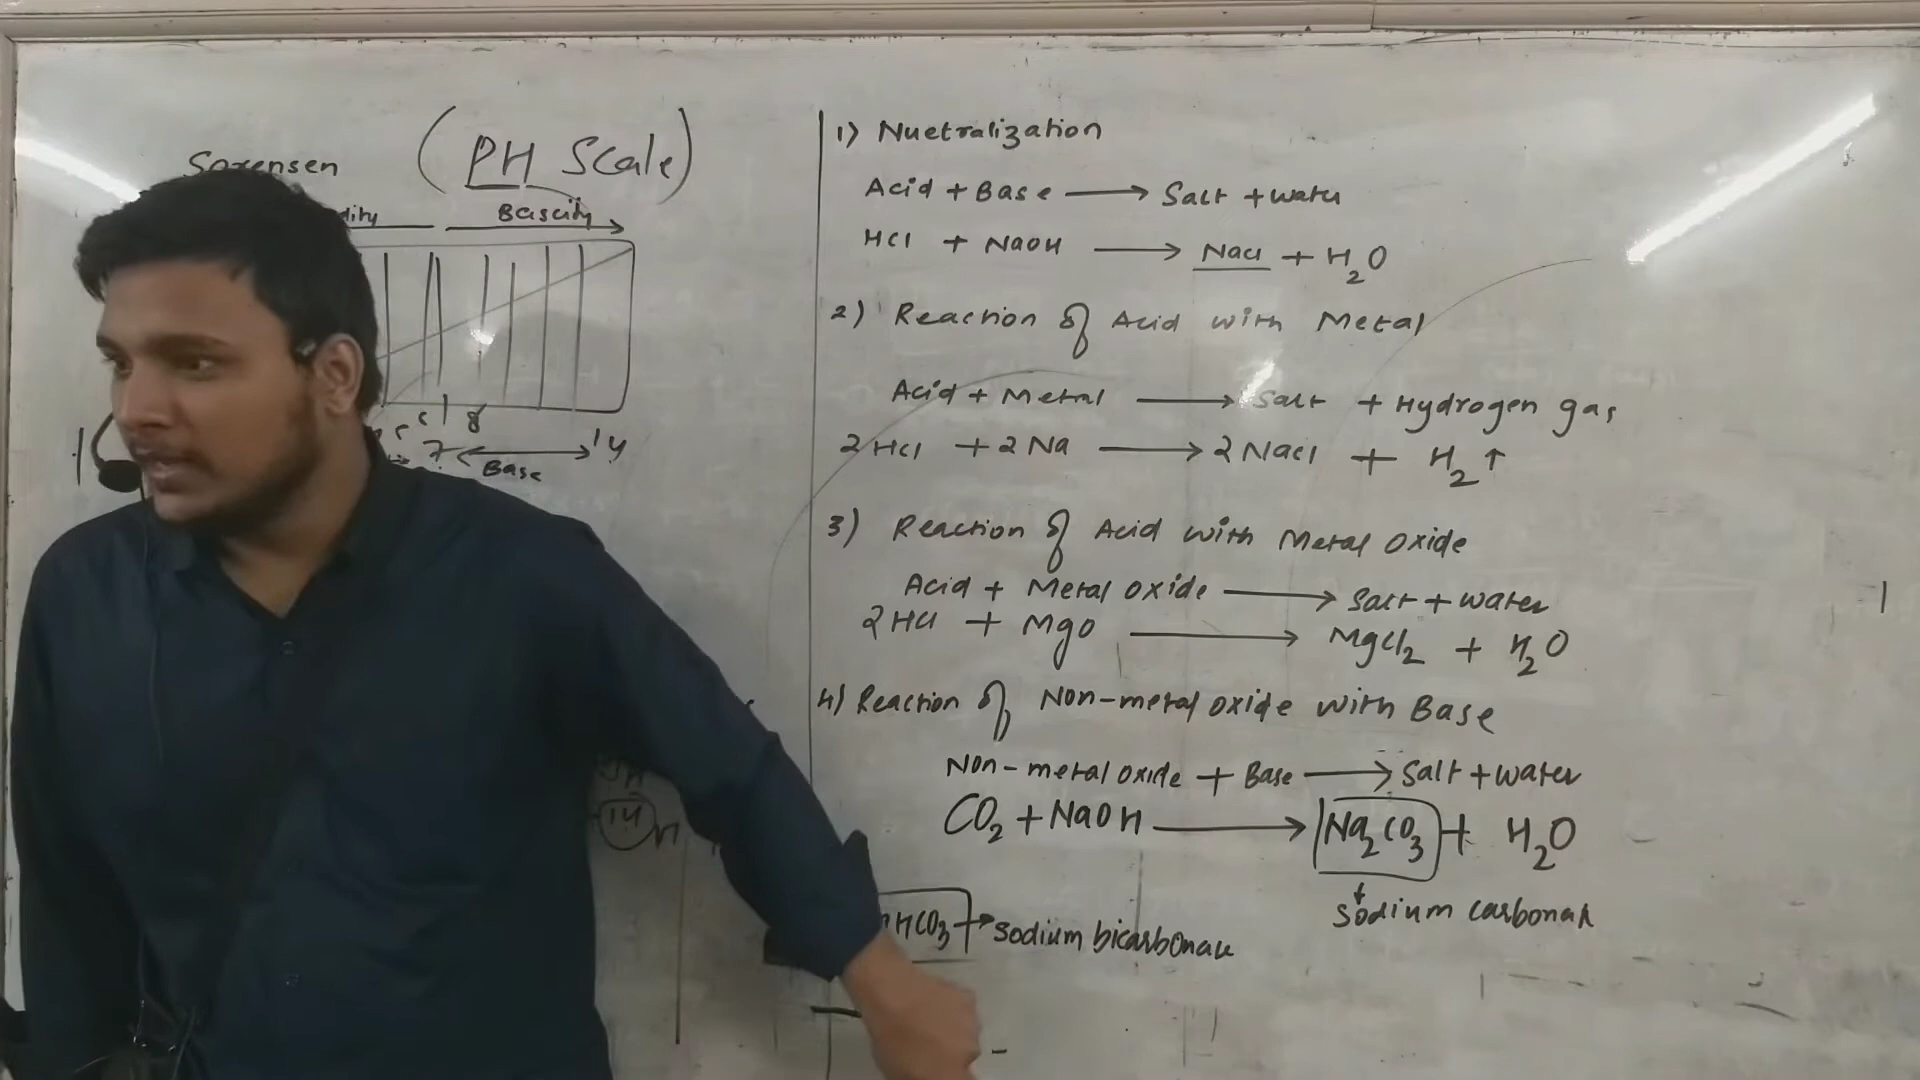 Sorensen
(PH Scale)
Bascity
8
7
14
Base
14
1) Nuetralization
Acid + Base → Salt + water
HCl + NaOH → NaCl + H2O
2) Reaction of Acid with Metal
Acid + Metal → Salt + Hydrogen gas
2HCl + 2Na → 2NaCl + H2↑
3) Reaction of Acid with Metal Oxide
Acid + Metal oxide → Salt + water
2HCl + MgO → MgCl2 + H2O
4) Reaction of Non-metal oxide with Base
Non-metal oxide + Base → Salt + water
CO2 + NaOH → Na2CO3 + H2O
sodium carbonate
HCO3 → sodium bicarbonate